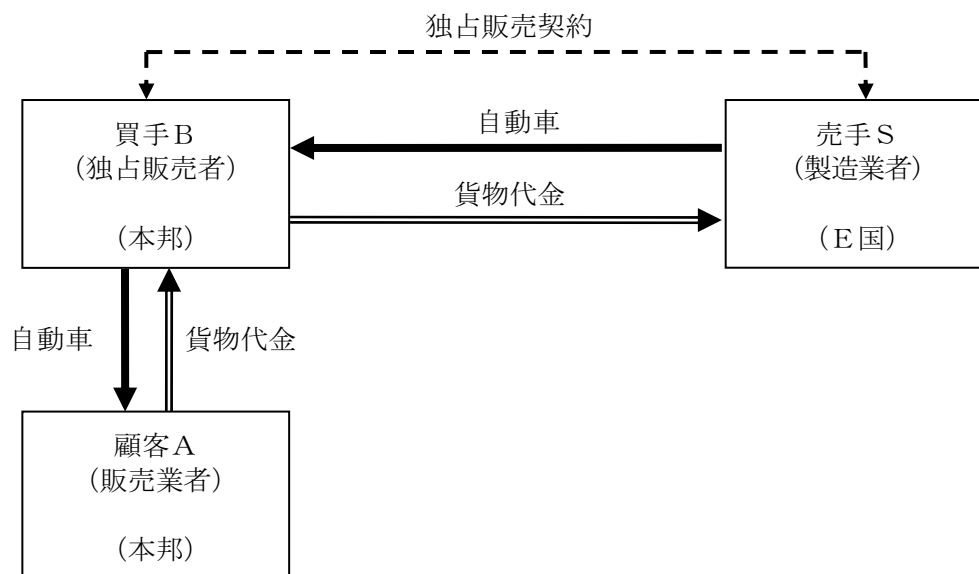 独占販売契約
買手Ｂ
（独占販売者）
（本邦）
自動車
貨物代金
売手Ｓ
（製造業者）
（Ｅ国）
自動車
貨物代金
顧客Ａ
（販売業者）
（本邦）